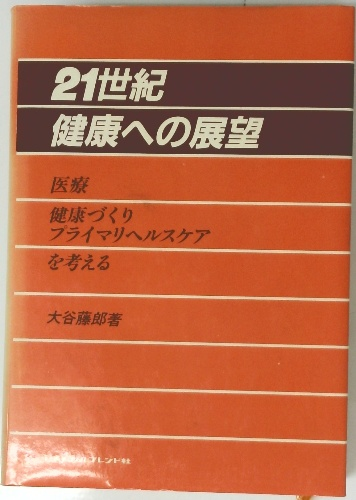 21世紀
健康への展望
医療
健康づくり
プライマリヘルスケア
を考える
大谷藤郎著